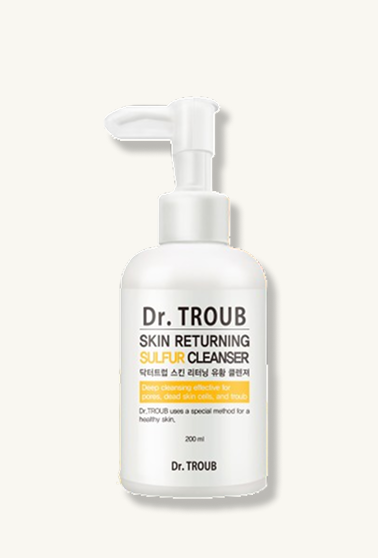 Dr. TROUB
SKIN RETURNING
SULFUR CLEANSER
닥터트럽 스킨 리터닝 유황 클렌져
Deep cleansing effective for
pores, dead skin cells, and troub
Dr.TROUB uses a special method for a
healthy skin,
200 ml
Dr. TROUB